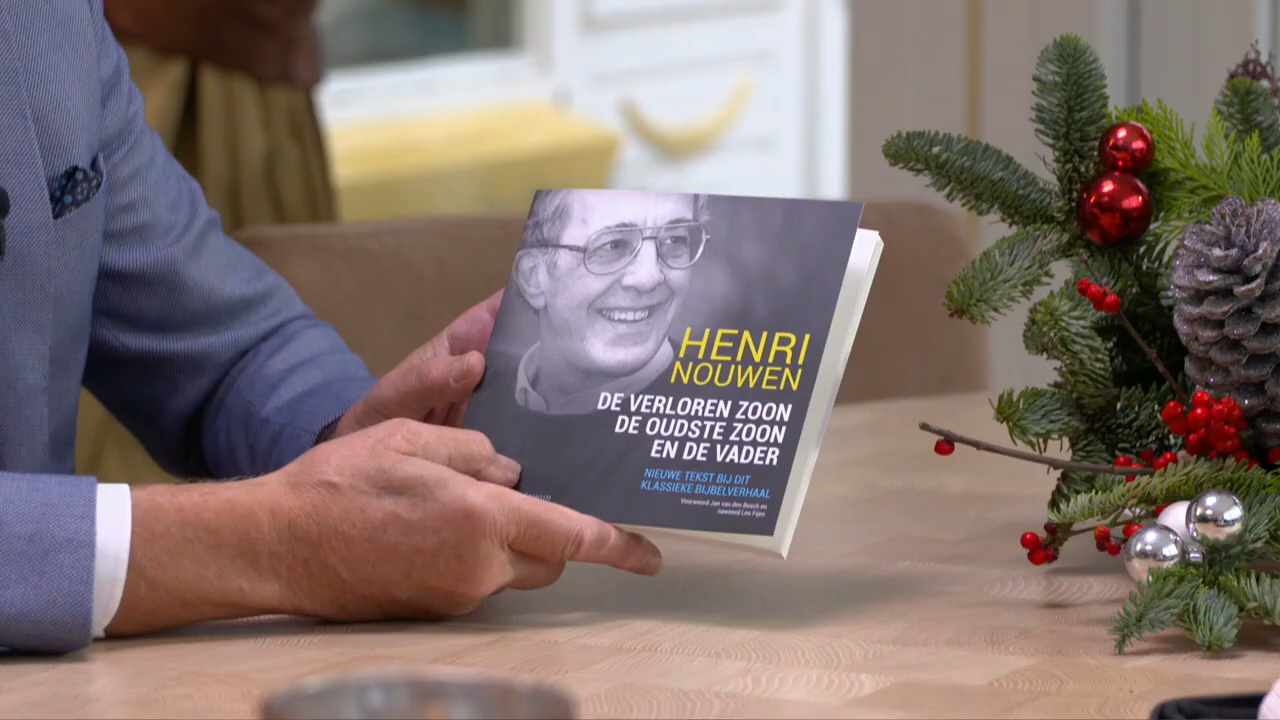 HENRI
NOUWEN
DE VERLOREN ZOON
DE OUDSTE ZOON
EN DE VADER
NIEUWE TEKST BIJ DIT
KLASSIEKE BIJBELVERHAAL
Voorwoord Jan van den Bosch en
nawoord Leo Fijen